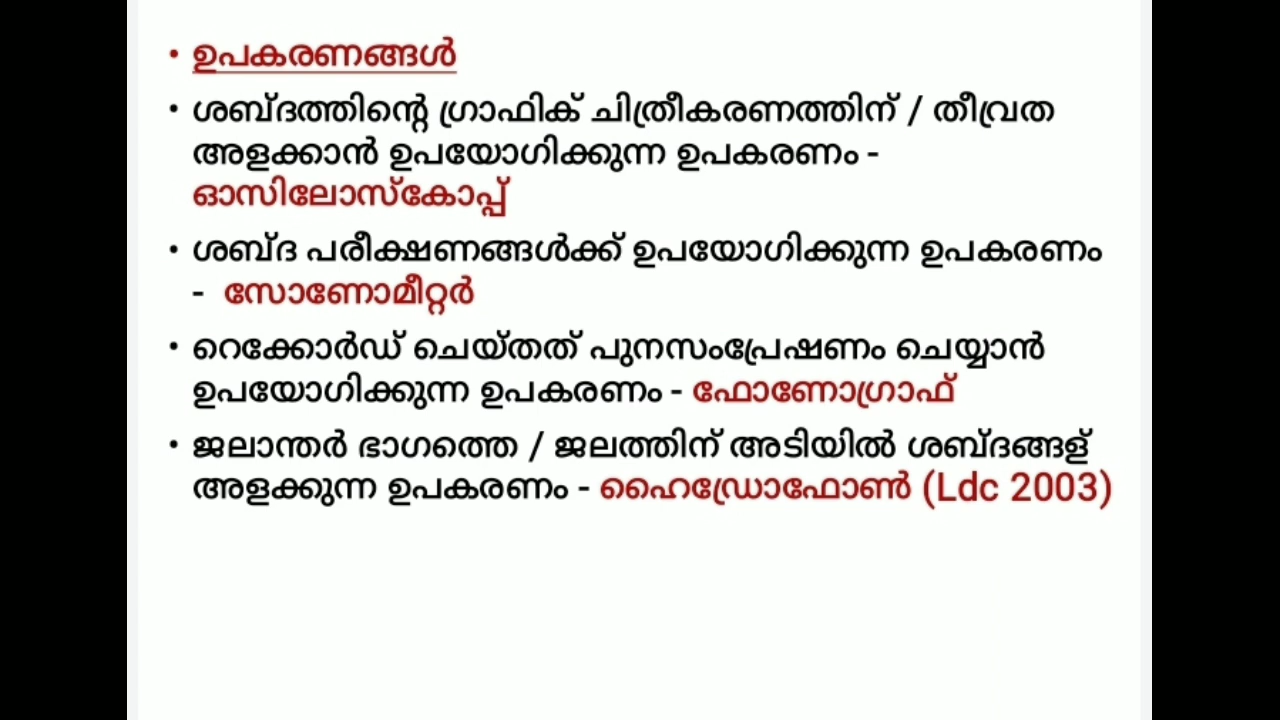 • ഉപകരണങ്ങൾ
• ശബ്ദത്തിന്റെ ഗ്രാഫിക് ചിത്രീകരണത്തിന് / തീവ്രത
അളക്കാൻ ഉപയോഗിക്കുന്ന ഉപകരണം -
ഓസിലോസ്കോപ്പ്
• ശബ്ദ പരീക്ഷണങ്ങൾക്ക് ഉപയോഗിക്കുന്ന ഉപകരണം
- സോണോമീറ്റർ
• റെക്കോർഡ് ചെയ്തത് പുനസംപ്രേഷണം ചെയ്യാൻ
ഉപയോഗിക്കുന്ന ഉപകരണം - ഫോണോഗ്രാഫ്
• ജലാന്തർ ഭാഗത്തെ / ജലത്തിന് അടിയിൽ ശബ്ദങ്ങള്
അളക്കുന്ന ഉപകരണം - ഹൈഡ്രോഫോൺ (Ldc 2003)